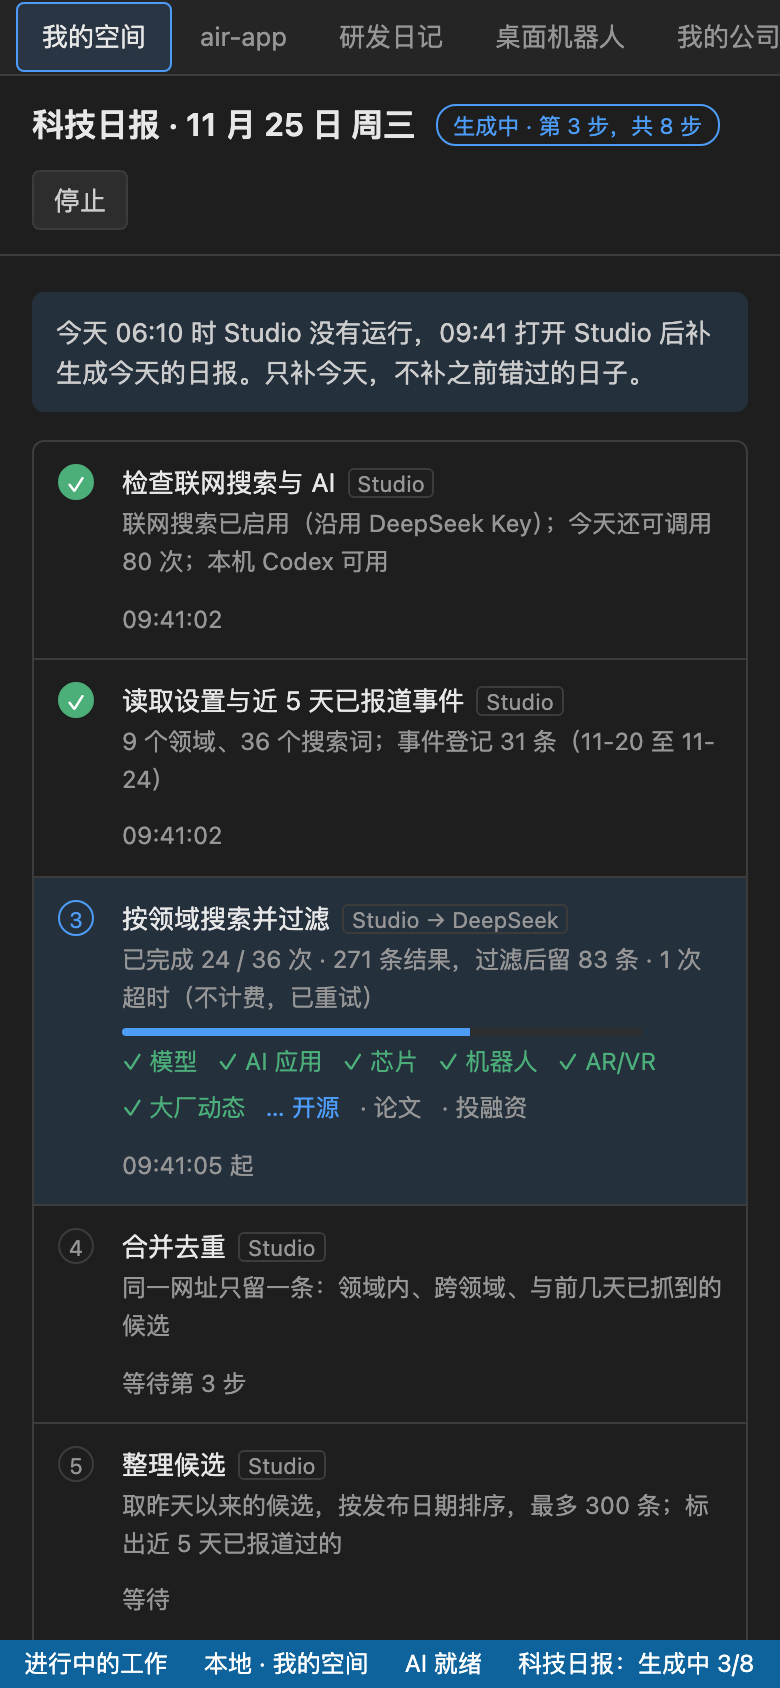 我的空间 air-app 研发日记 桌面机器人 我的公司
科技日报 · 11 月 25 日 周三 生成中 · 第 3 步，共 8 步
停止
今天 06:10 时 Studio 没有运行，09:41 打开 Studio 后补
生成今天的日报。只补今天，不补之前错过的日子。
检查联网搜索与 AI Studio
联网搜索已启用（沿用 DeepSeek Key）；今天还可调用
80 次；本机 Codex 可用
09:41:02
读取设置与近 5 天已报道事件 Studio
9 个领域、36 个搜索词；事件登记 31 条（11-20 至 11-
24）
09:41:02
3 按领域搜索并过滤 Studio → DeepSeek
已完成 24 / 36 次 · 271 条结果，过滤后留 83 条 · 1 次
超时（不计费，已重试）
✓ 模型 ✓ AI 应用 ✓ 芯片 ✓ 机器人 ✓ AR/VR
✓ 大厂动态 … 开源 · 论文 · 投融资
09:41:05 起
4 合并去重 Studio
同一网址只留一条：领域内、跨领域、与前几天已抓到的
候选
等待第 3 步
5 整理候选 Studio
取昨天以来的候选，按发布日期排序，最多 300 条；标
出近 5 天已报道过的
等待
进行中的工作 本地 · 我的空间 AI 就绪 科技日报：生成中 3/8